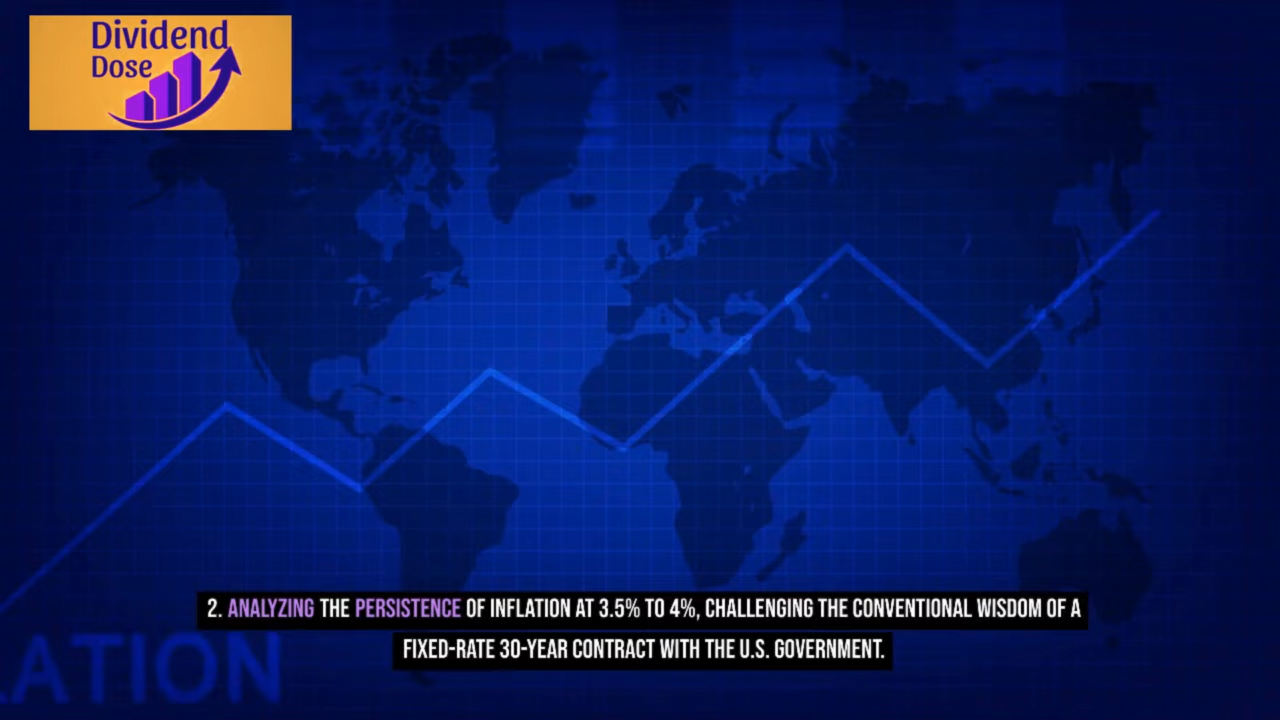 Dividend
Dose
2. ANALYZING THE PERSISTENCE OF INFLATION AT 3.5% TO 4%, CHALLENGING THE CONVENTIONAL WISDOM OF A
FIXED-RATE 30-YEAR CONTRACT WITH THE U.S. GOVERNMENT.
LATION